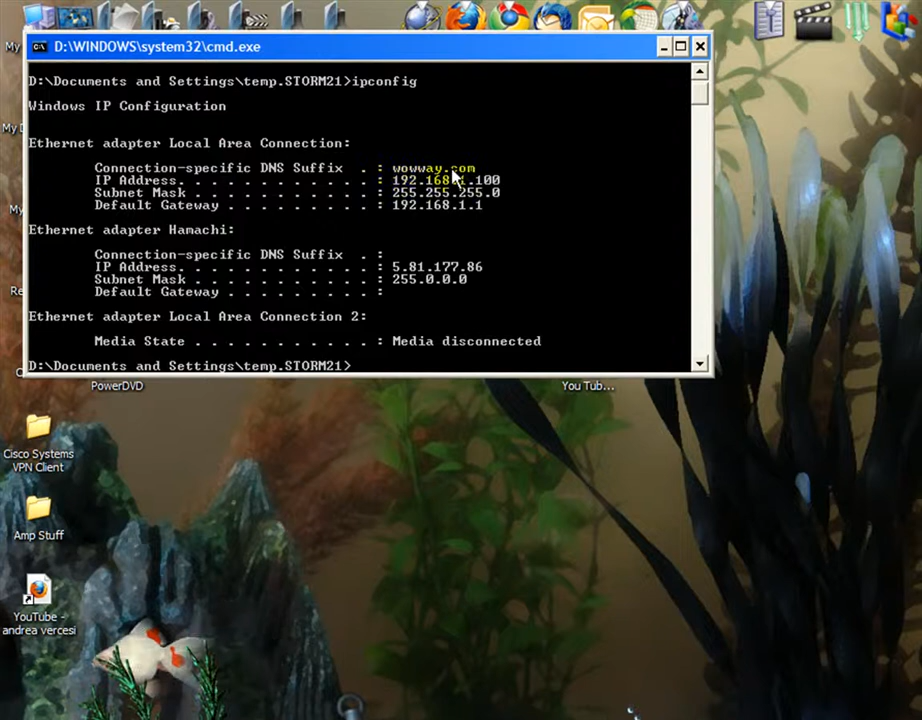 D:\WINDOWS\system32\cmd.exe
D:\Documents and Settings\temp.STORM21>ipconfig
Windows IP Configuration
Ethernet adapter Local Area Connection:
Connection-specific DNS Suffix . : wowway.com
IP Address. . . . . . . . . . . . : 192.168.1.100
Subnet Mask . . . . . . . . . . . : 255.255.255.0
Default Gateway . . . . . . . . . : 192.168.1.1
Ethernet adapter Hamachi:
Connection-specific DNS Suffix . :
IP Address. . . . . . . . . . . . : 5.81.177.86
Subnet Mask . . . . . . . . . . . : 255.0.0.0
Default Gateway . . . . . . . . . :
Ethernet adapter Local Area Connection 2:
Media State . . . . . . . . . . . : Media disconnected
D:\Documents and Settings\temp.STORM21>
My
My
PowerDVD
You Tub...
Cisco Systems
VPN Client
Amp Stuff
YouTube -
andrea vercesi